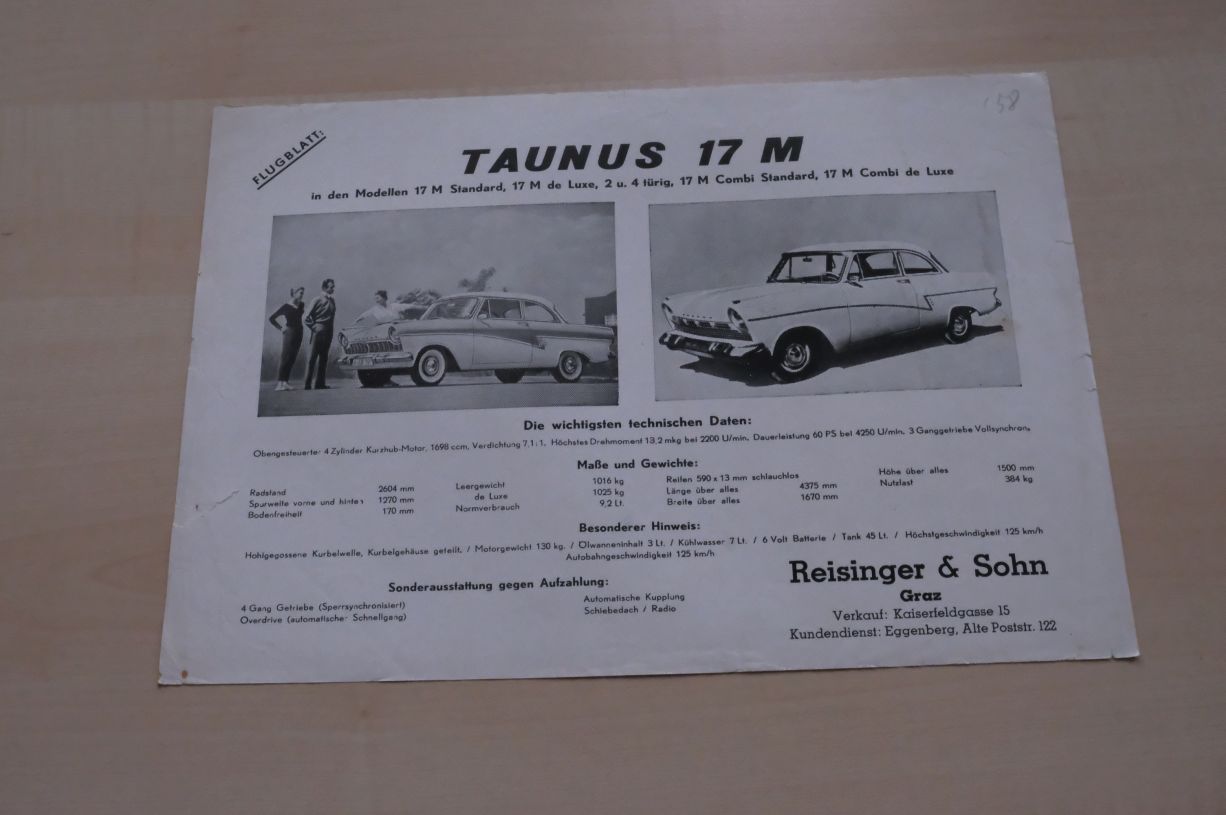 FLUGBLATT:
'58
TAUNUS 17 M
in den Modellen 17 M Standard, 17 M de Luxe, 2 u. 4 türig, 17 M Combi Standard, 17 M Combi de Luxe
Die wichtigsten technischen Daten:
Obengesteuerter 4 Zylinder Kurzhub-Motor, 1698 ccm, Verdichtung 7,1:1. Höchstes Drehmoment 13,2 mkg bei 2200 U/min. Dauerleistung 60 PS bei 4250 U/min. 3 Ganggetriebe Vollsynchron.
Maße und Gewichte:
Radstand 2604 mm
Spurweite vorne und hinten 1270 mm
Bodenfreiheit 170 mm
Leergewicht 1016 kg
de Luxe 1025 kg
Normverbrauch 9,2 Lt.
Reifen 590 x 13 mm schlauchlos
Länge über alles 4375 mm
Breite über alles 1670 mm
Höhe über alles 1500 mm
Nutzlast 384 kg
Besonderer Hinweis:
Hohlgegossene Kurbelwelle, Kurbelgehäuse geteilt. / Motorgewicht 130 kg. / Ölwanneninhalt 3 Lt. / Kühlwasser 7 Lt. / 6 Volt Batterie / Tank 45 Lt. / Höchstgeschwindigkeit 125 km/h
Autobahngeschwindigkeit 125 km/h
Sonderausstattung gegen Aufzahlung:
4 Gang Getriebe (Sperrsynchronisiert)
Overdrive (automatischer Schnellgang)
Automatische Kupplung
Schiebedach / Radio
Reisinger & Sohn
Graz
Verkauf: Kaiserfeldgasse 15
Kundendienst: Eggenberg, Alte Poststr. 122